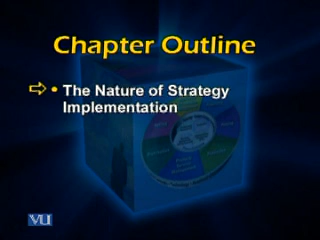 Chapter Outline
➩ • The Nature of Strategy
Implementation
VU